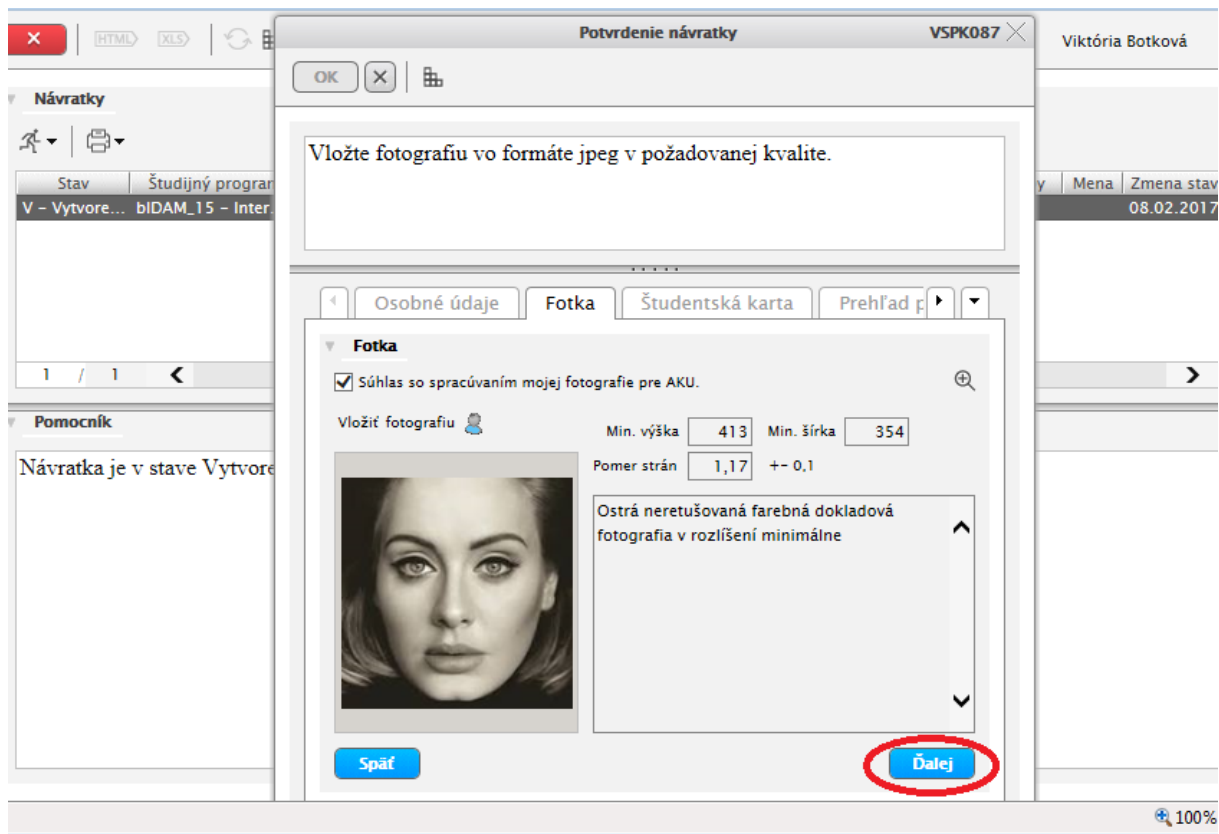 HTML
XLS
Potvrdenie návratky
VSPK087
Viktória Botková
OK
Návratky
Vložte fotografiu vo formáte jpeg v požadovanej kvalite.
Stav
Študijný
Mena
Zmena
V – Vytvore...
bIDAM_15 – Inter
08.02.2017
Osobné údaje
Fotka
Študentská karta
Prehľad
Fotka
1 / 1
Súhlas so spracúvaním mojej fotografie pre AKU.
Pomocník
Vložiť fotografiu
Min. výška 413 Min. šírka 354
Návratka je v stave Vytvore
Pomer strán 1,17 +- 0,1
Ostrá neretušovaná farebná dokladová
fotografia v rozlíšení minimálne
Späť
Ďalej
100%